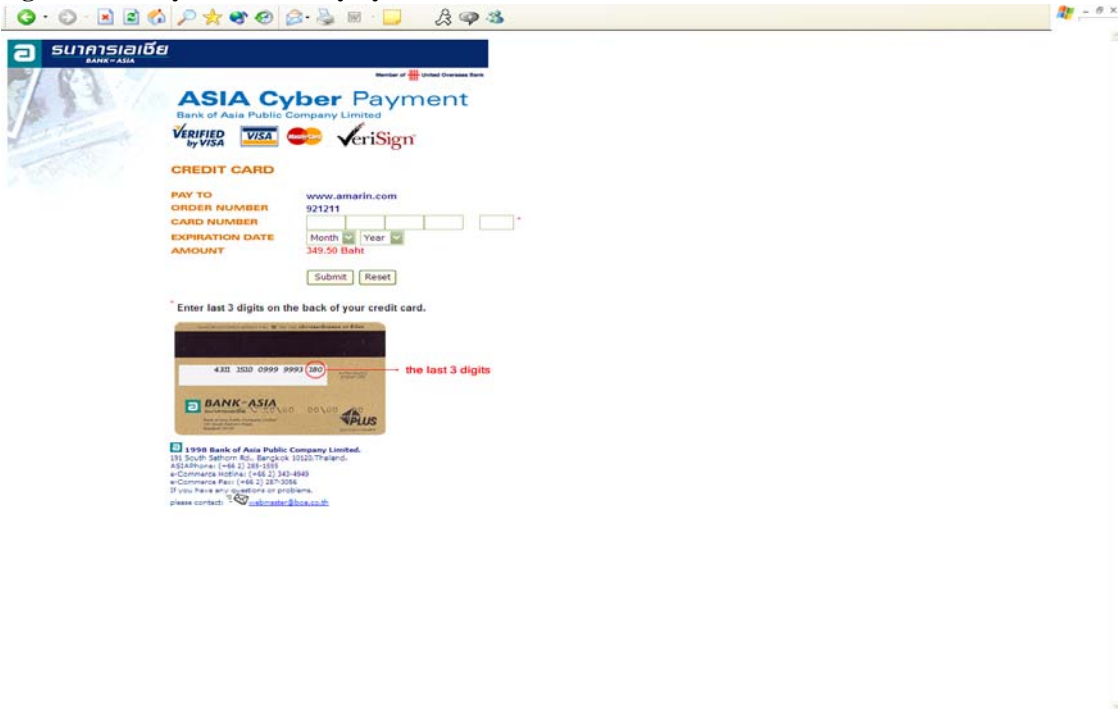 ธนาคารเอเซีย
BANK-ASIA
Member of United Overseas Bank
ASIA Cyber Payment
Bank of Asia Public Company Limited
VERIFIED by VISA VISA MasterCard VeriSign
CREDIT CARD
PAY TO www.amarin.com
ORDER NUMBER 921211
CARD NUMBER *
EXPIRATION DATE Month Year
AMOUNT 349.50 Baht
Submit Reset
* Enter last 3 digits on the back of your credit card.
4311 1510 0999 9993 180 the last 3 digits
BANK-ASIA
PLUS
1998 Bank of Asia Public Company Limited.
191 South Sathorn Rd., Bangkok 10120.Thailand.
ASIAPhone: (+66 2) 285-1555
e-Commerce Hotline: (+66 2) 343-4949
e-Commerce Fax: (+66 2) 287-3056
If you have any questions or problems.
please contact: webmaster@boa.co.th